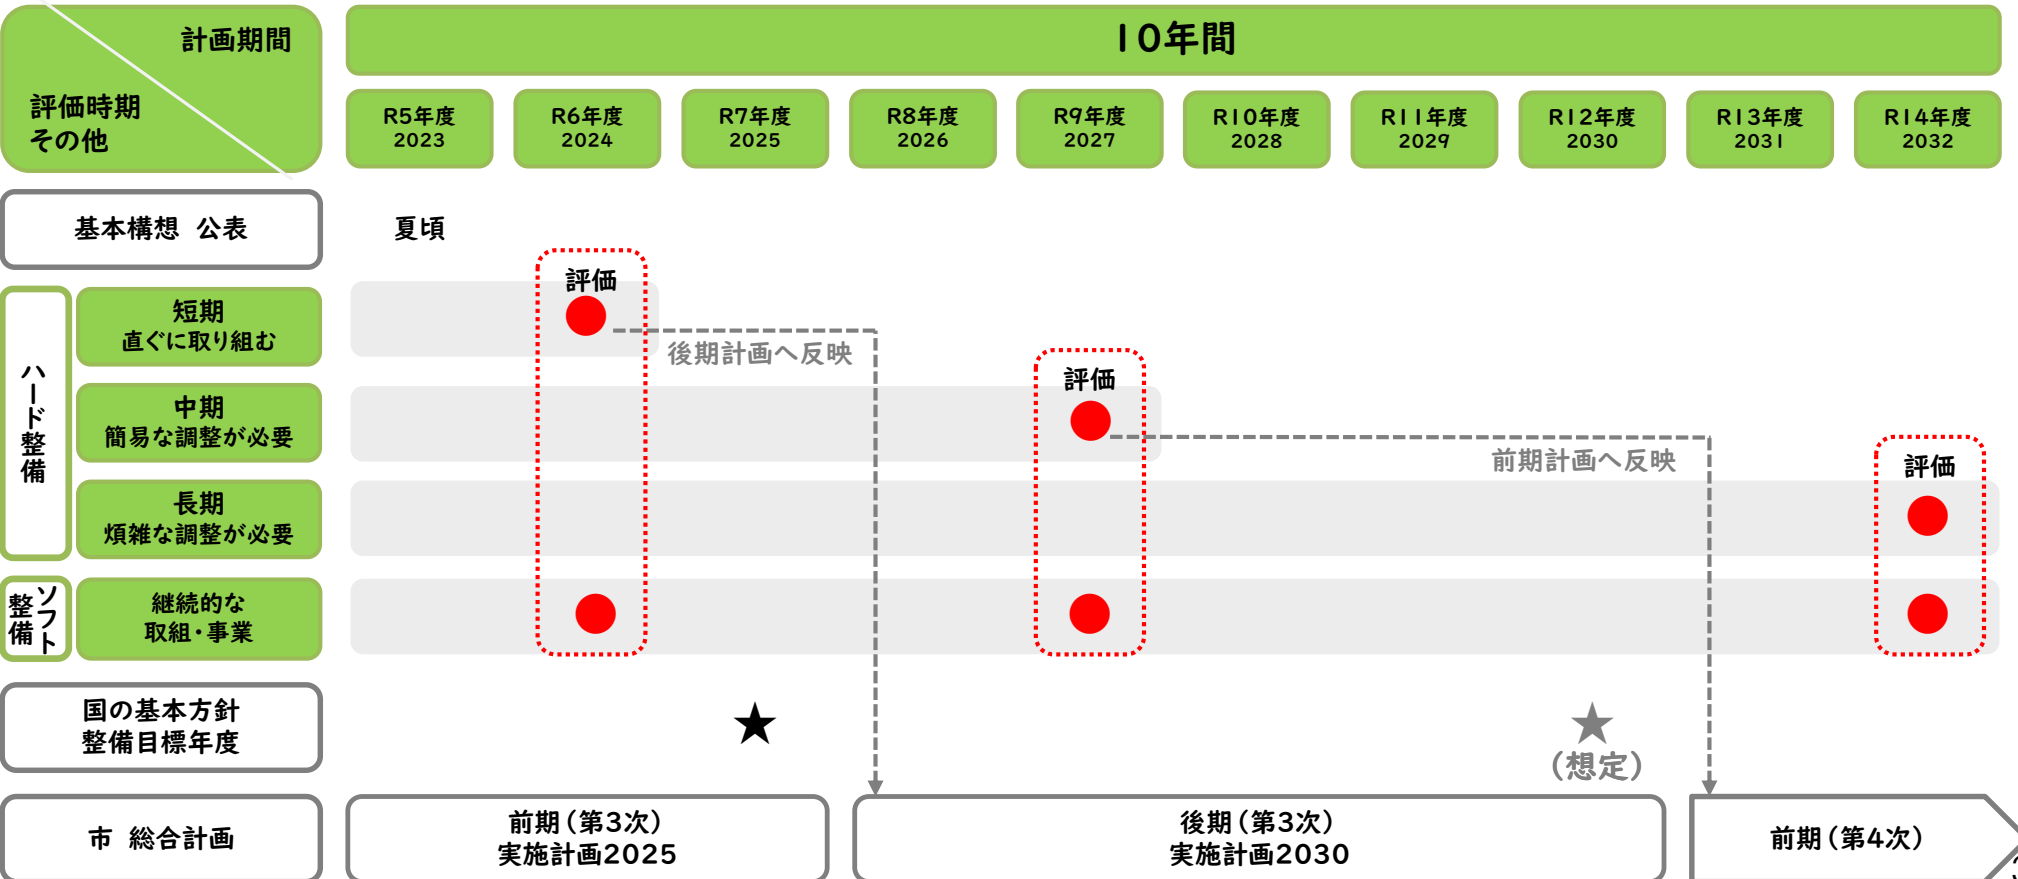 計画期間
評価時期
その他
10年間
R5年度
2023
R6年度
2024
R7年度
2025
R8年度
2026
R9年度
2027
R10年度
2028
R11年度
2029
R12年度
2030
R13年度
2031
R14年度
2032
基本構想 公表
夏頃
ハード整備
短期
直ぐに取り組む
評価
後期計画へ反映
中期
簡易な調整が必要
評価
前期計画へ反映
長期
煩雑な調整が必要
評価
ソフト
整備
継続的な
取組・事業
国の基本方針
整備目標年度
★
★
(想定)
市 総合計画
前期(第3次)
実施計画2025
後期(第3次)
実施計画2030
前期(第4次)